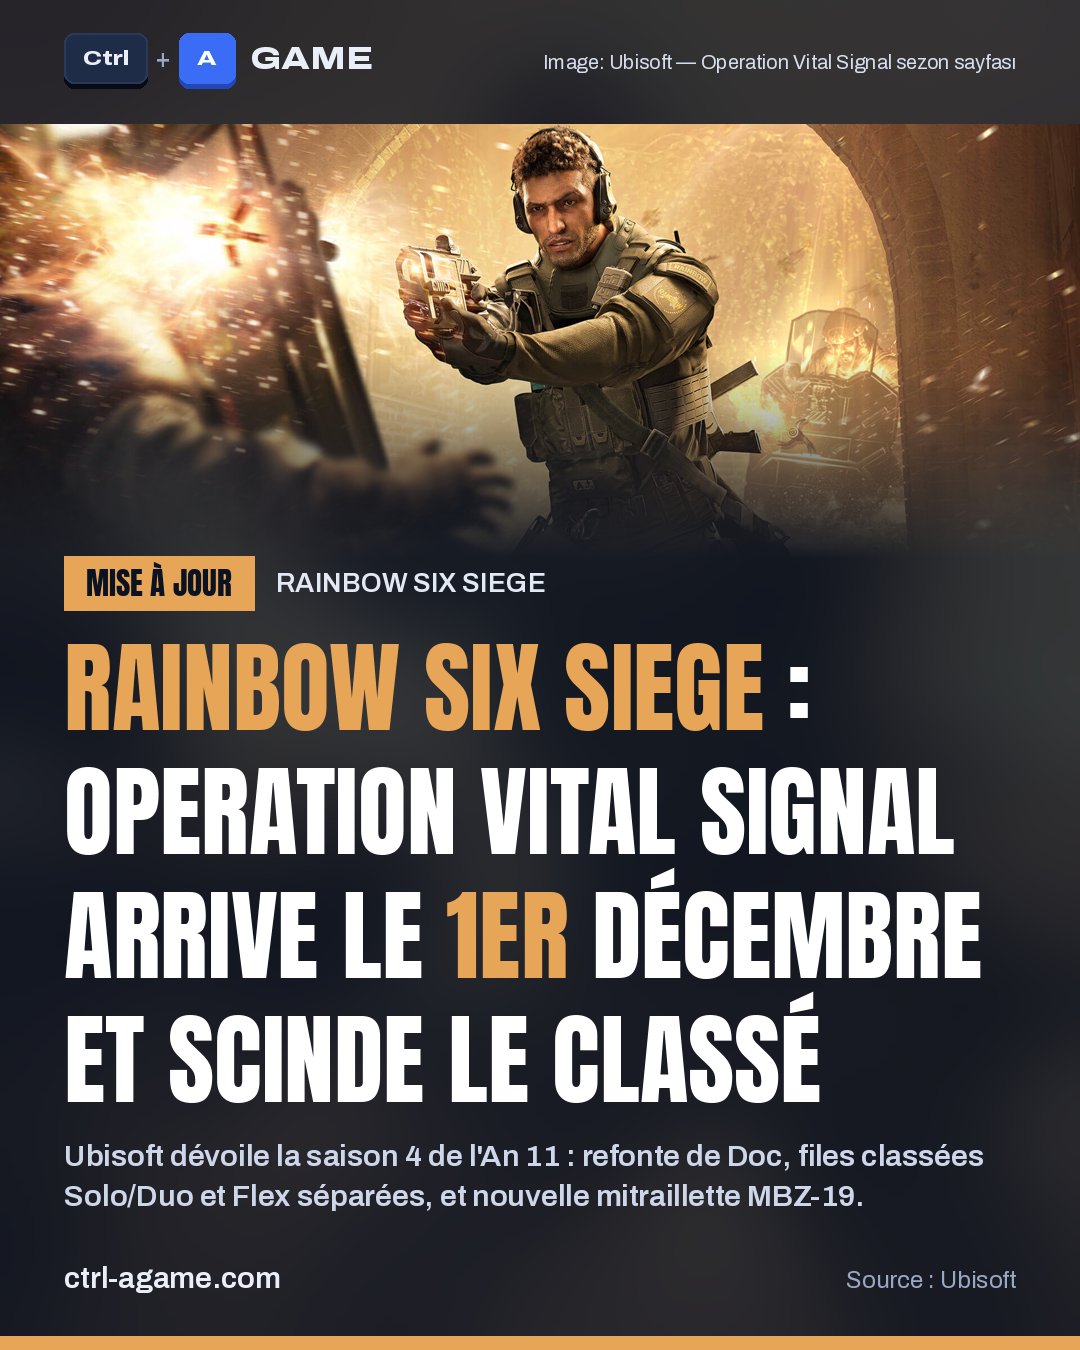 Ctrl + A GAME
Image: Ubisoft — Operation Vital Signal sezon sayfası
MISE À JOUR RAINBOW SIX SIEGE
RAINBOW SIX SIEGE :
OPERATION VITAL SIGNAL
ARRIVE LE 1ER DÉCEMBRE
ET SCINDE LE CLASSÉ
Ubisoft dévoile la saison 4 de l'An 11 : refonte de Doc, files classées
Solo/Duo et Flex séparées, et nouvelle mitraillette MBZ-19.
ctrl-agame.com
Source : Ubisoft